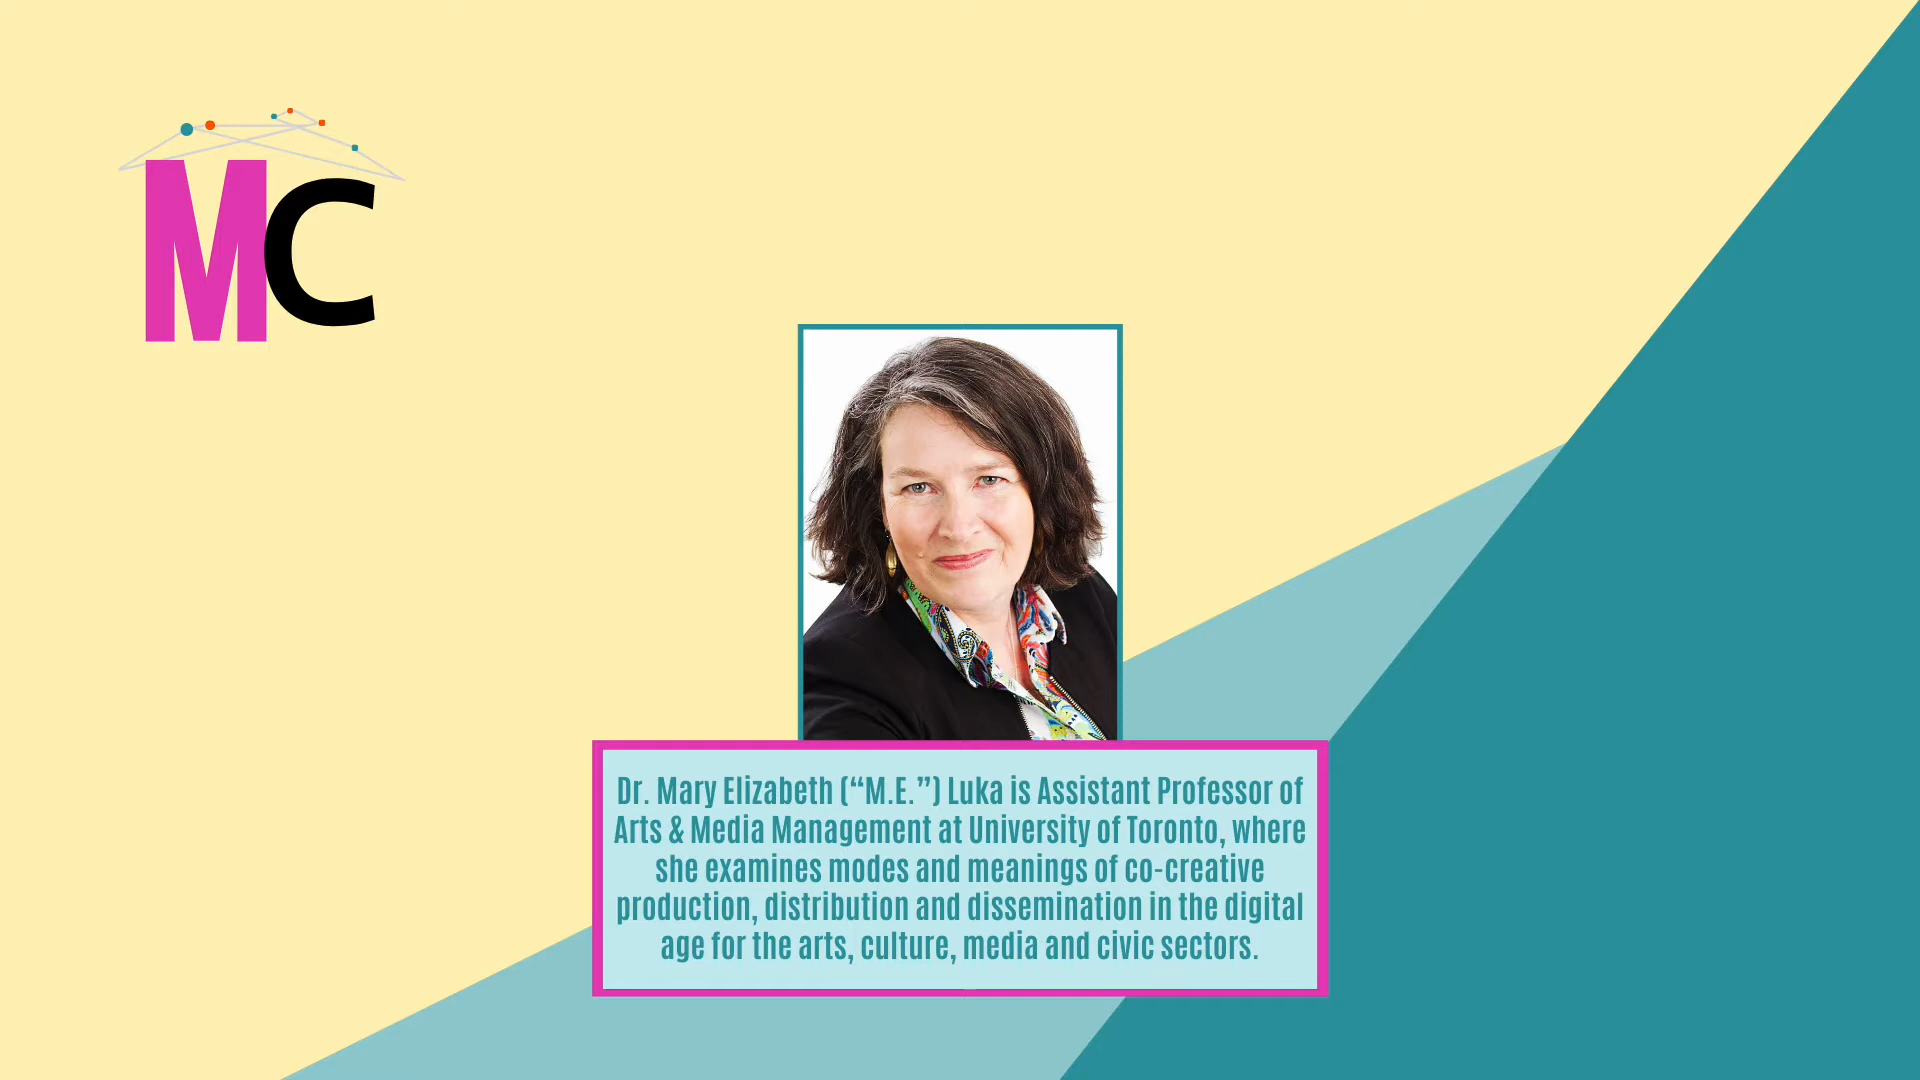 MC
Dr. Mary Elizabeth (“M.E.”) Luka is Assistant Professor of
Arts & Media Management at University of Toronto, where
she examines modes and meanings of co-creative
production, distribution and dissemination in the digital
age for the arts, culture, media and civic sectors.